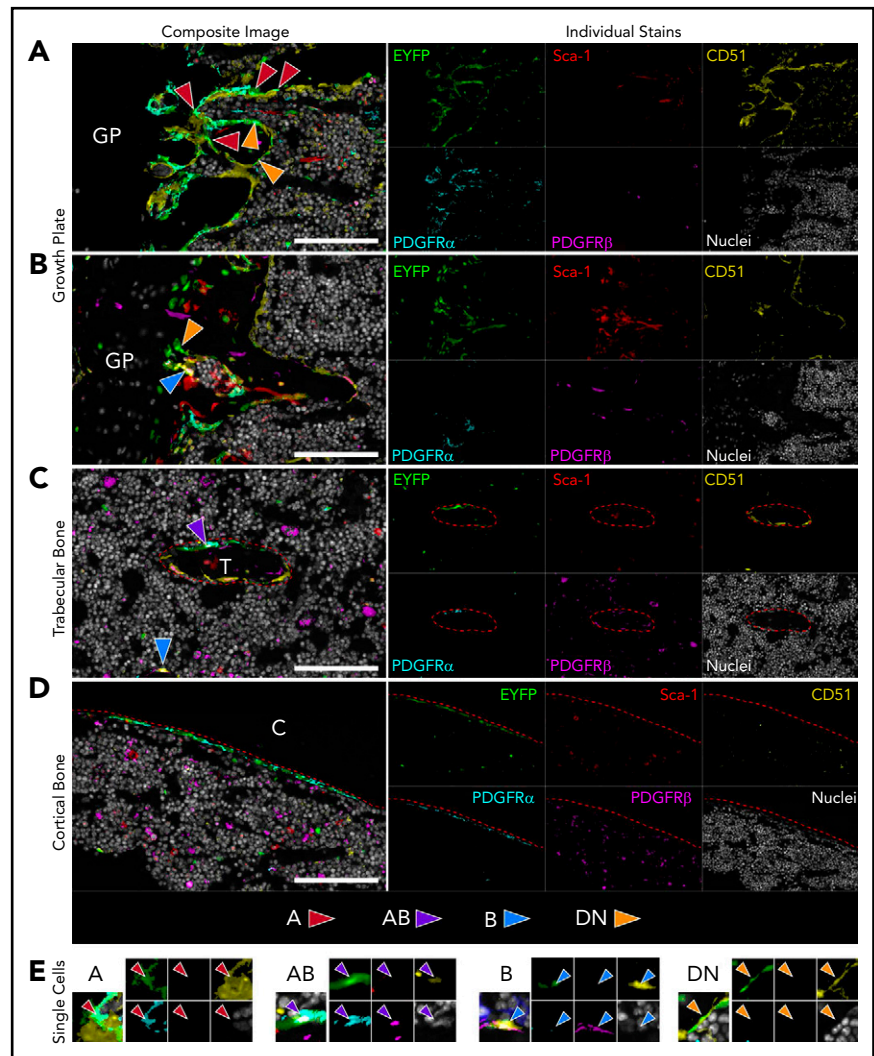 Composite Image
Individual Stains
A
Growth Plate
GP
EYFP
Sca-1
CD51
PDGFRα
PDGFRβ
Nuclei
B
GP
EYFP
Sca-1
CD51
PDGFRα
PDGFRβ
Nuclei
C
Trabecular Bone
T
EYFP
Sca-1
CD51
PDGFRα
PDGFRβ
Nuclei
D
Cortical Bone
C
EYFP
Sca-1
CD51
PDGFRα
PDGFRβ
Nuclei
A AB B DN
E
Single Cells
A AB B DN